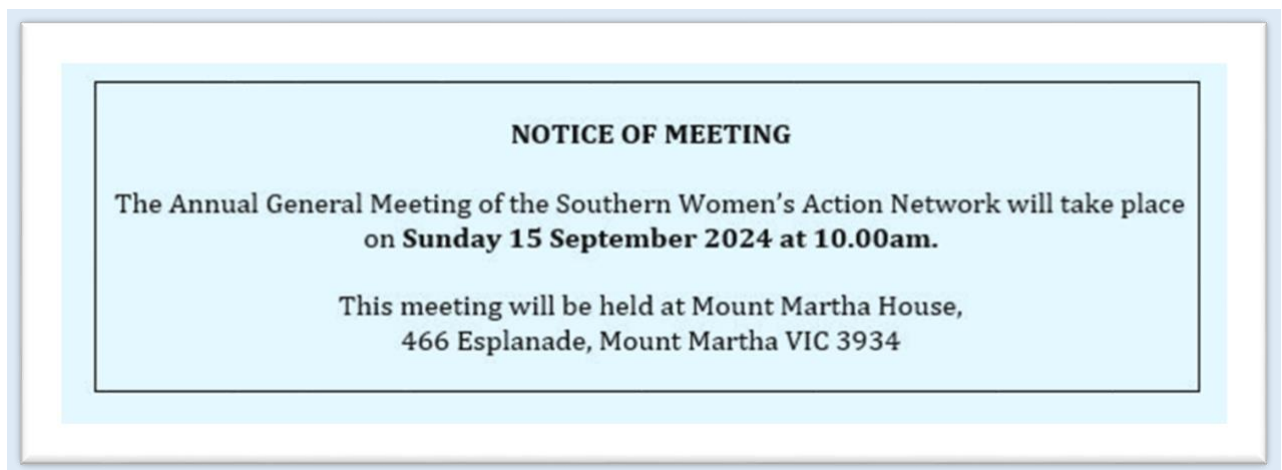 NOTICE OF MEETING
The Annual General Meeting of the Southern Women’s Action Network will take place
on Sunday 15 September 2024 at 10.00am.
This meeting will be held at Mount Martha House,
466 Esplanade, Mount Martha VIC 3934